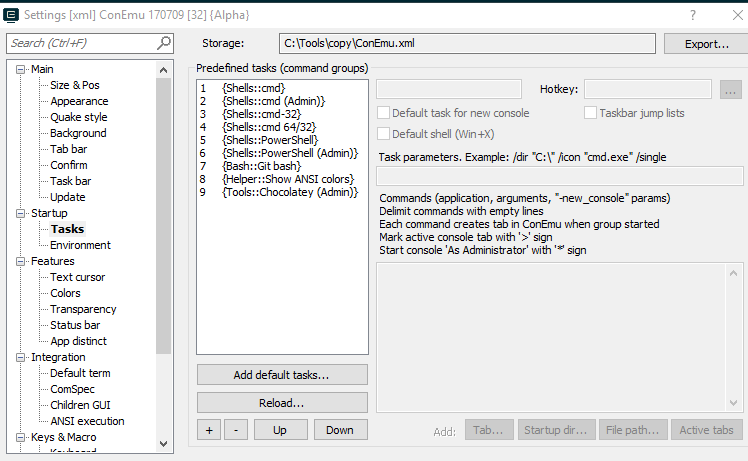 Settings [xml] ConEmu 170709 [32] {Alpha}
? ×
Search (Ctrl+F)
Storage:
C:\Tools\copy\ConEmu.xml
Export...
Main
Size & Pos
Appearance
Quake style
Background
Tab bar
Confirm
Task bar
Update
Startup
Tasks
Environment
Features
Text cursor
Colors
Transparency
Status bar
App distinct
Integration
Default term
ComSpec
Children GUI
ANSI execution
Keys & Macro
Predefined tasks (command groups)
1 {Shells::cmd}
2 {Shells::cmd (Admin)}
3 {Shells::cmd-32}
4 {Shells::cmd 64/32}
5 {Shells::PowerShell}
6 {Shells::PowerShell (Admin)}
7 {Bash::Git bash}
8 {Helper::Show ANSI colors}
9 {Tools::Chocolatey (Admin)}
Add default tasks...
Reload...
+ - Up Down
Hotkey:
...
Default task for new console
Taskbar jump lists
Default shell (Win+X)
Task parameters. Example: /dir "C:\" /icon "cmd.exe" /single
Commands (application, arguments, "-new_console" params)
Delimit commands with empty lines
Each command creates tab in ConEmu when group started
Mark active console tab with '>' sign
Start console 'As Administrator' with '*' sign
Add: Tab... Startup dir... File path... Active tabs